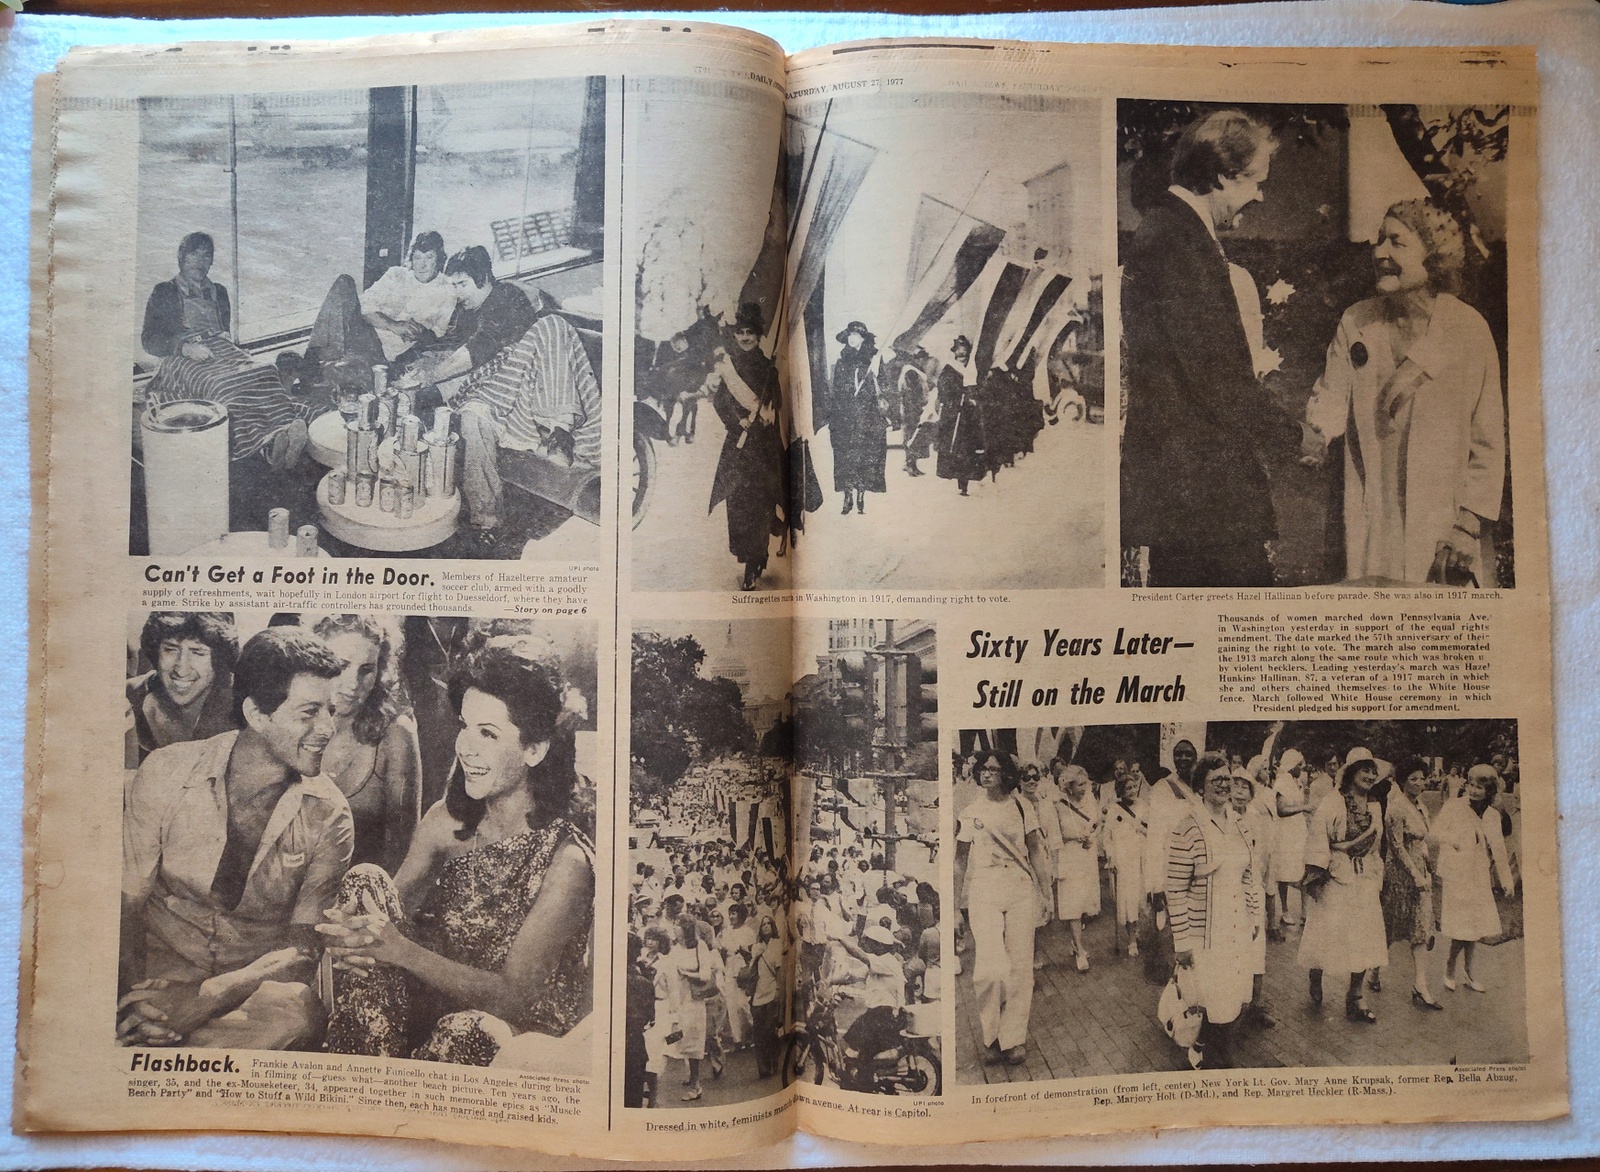 DAILY
SATURDAY, AUGUST 27, 1977
UPI photo
Can't Get a Foot in the Door. Members of Hazelterre amateur
soccer club, armed with a goodly
supply of refreshments, wait hopefully in London airport for flight to Duesseldorf, where they have
a game. Strike by assistant air-traffic controllers has grounded thousands. —Story on page 6
Suffragettes in Washington in 1917, demanding right to vote.
President Carter greets Hazel Hallinan before parade. She was also in 1917 march.
Sixty Years Later—
Still on the March
Thousands of women marched down Pennsylvania Ave.
in Washington yesterday in support of the equal rights
amendment. The date marked the 57th anniversary of their
gaining the right to vote. The march also commemorated
the 1913 march along the same route which was broken u
by violent hecklers. Leading yesterday's march was Hazel
Hunkins Hallinan, 87, a veteran of a 1917 march in which
she and others chained themselves to the White House
fence. March followed White House ceremony in which
President pledged his support for amendment.
Associated Press photo
Flashback. Frankie Avalon and Annette Funicello chat in Los Angeles during break
in filming of—guess what—another beach picture. Ten years ago, the
singer, 35, and the ex-Mouseketeer, 34, appeared together in such memorable epics as "Muscle
Beach Party" and "How to Stuff a Wild Bikini." Since then, each has married and raised kids.
UPI photo
Dressed in white, feminists march down avenue. At rear is Capitol.
Associated Press photo
In forefront of demonstration (from left, center) New York Lt. Gov. Mary Anne Krupsak, former Rep. Bella Abzug,
Rep. Marjory Holt (D-Md.), and Rep. Margret Heckler (R-Mass.).